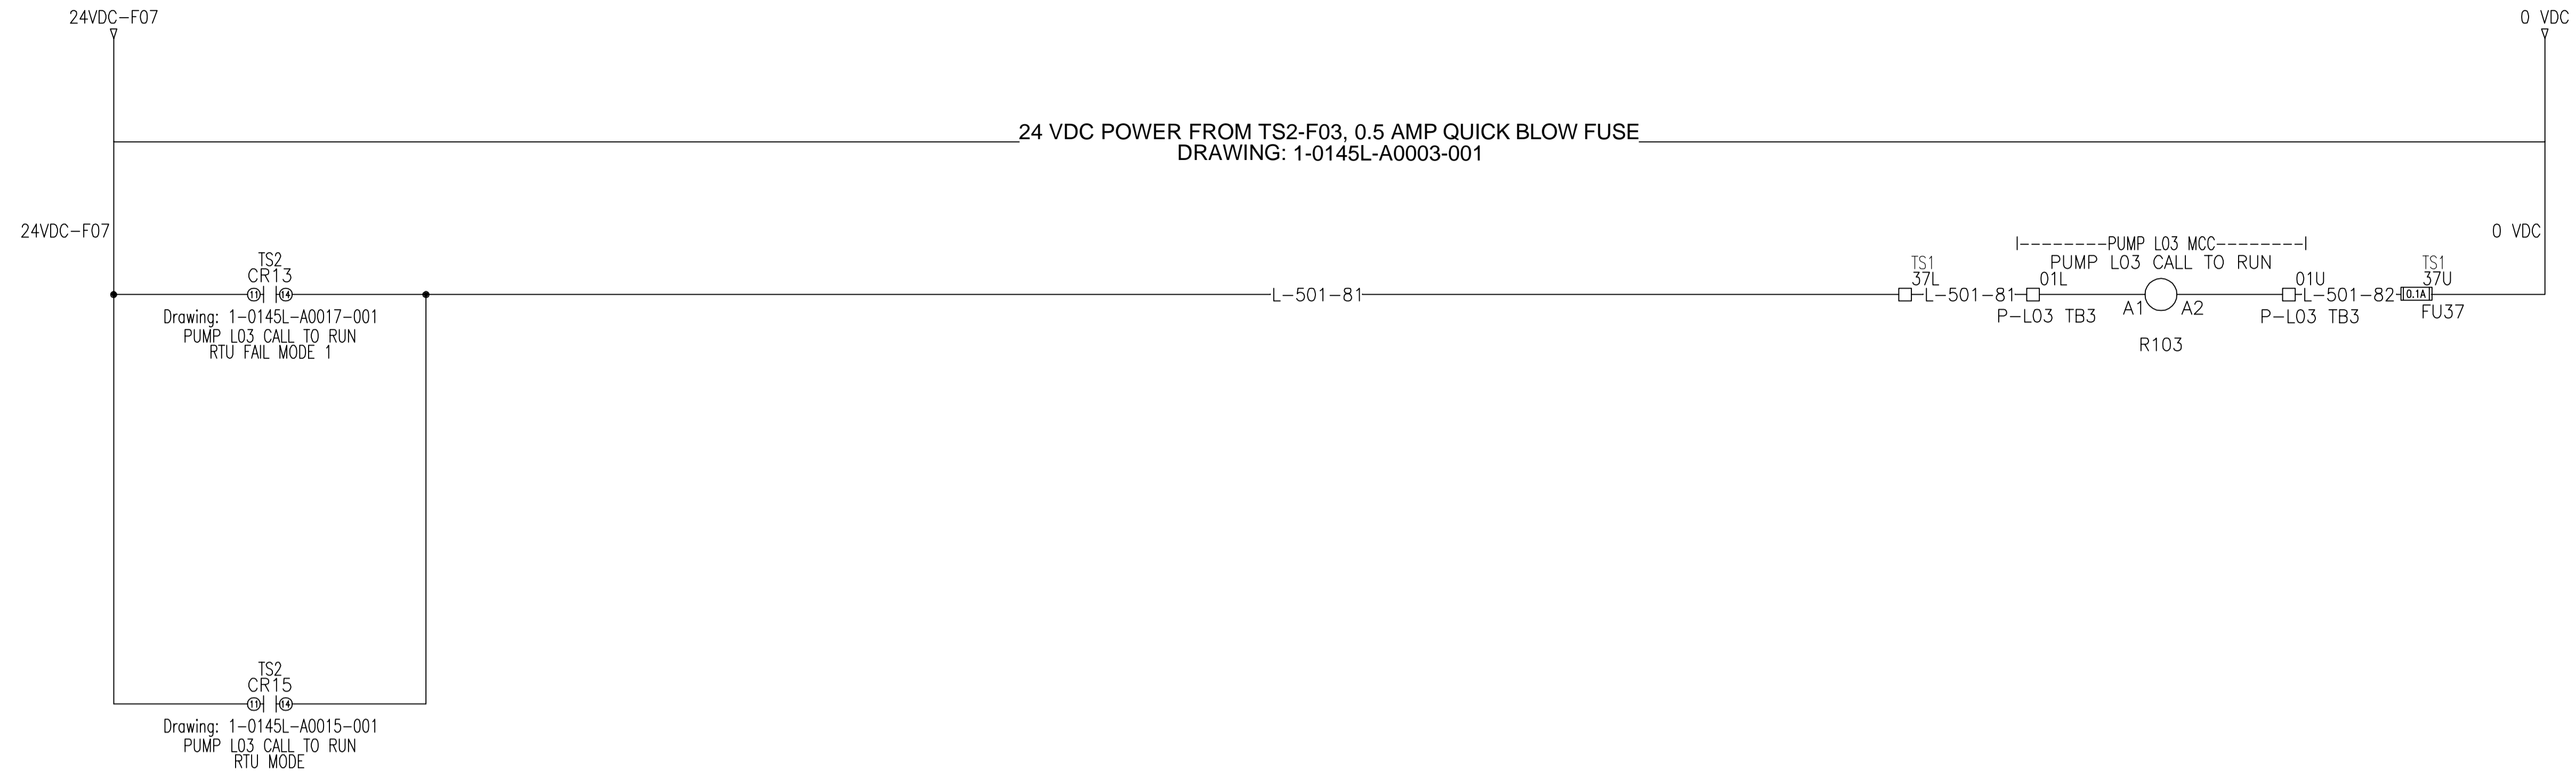 24VDC-F07
0 VDC
24 VDC POWER FROM TS2-F03, 0.5 AMP QUICK BLOW FUSE
DRAWING: 1-0145L-A0003-001
24VDC-F07
0 VDC
|--------PUMP L03 MCC--------|
PUMP L03 CALL TO RUN
TS2
CR13
11 14
Drawing: 1-0145L-A0017-001
PUMP L03 CALL TO RUN
RTU FAIL MODE 1
L-501-81
TS1
37L
L-501-81
01L
P-L03 TB3
A1 A2
R103
01U
L-501-82
P-L03 TB3
TS1
37U
0.1A
FU37
TS2
CR15
11 14
Drawing: 1-0145L-A0015-001
PUMP L03 CALL TO RUN
RTU MODE